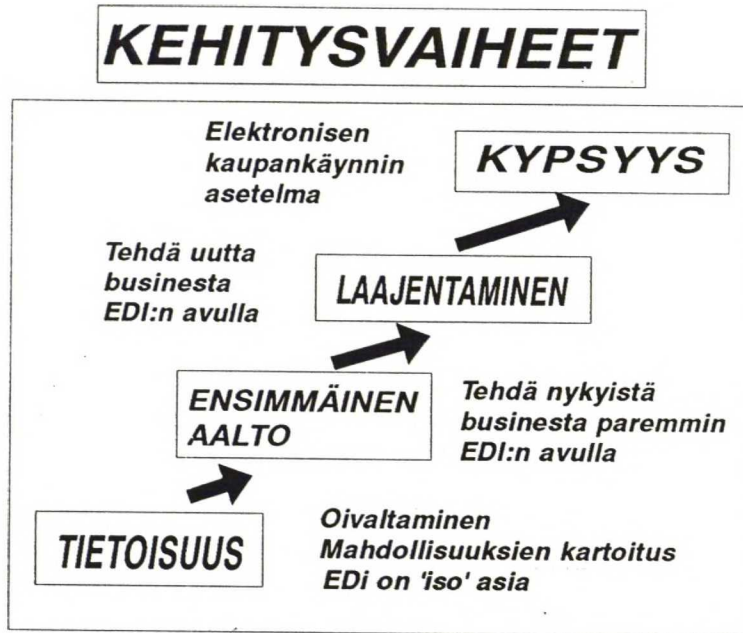 KEHITYSVAIHEET
Elektronisen
kaupankäynnin
asetelma
KYPSYYS
Tehdä uutta
businesta
EDI:n avulla
LAAJENTAMINEN
ENSIMMÄINEN
AALTO
Tehdä nykyistä
businesta paremmin
EDI:n avulla
TIETOISUUS
Oivaltaminen
Mahdollisuuksien kartoitus
EDi on 'iso' asia